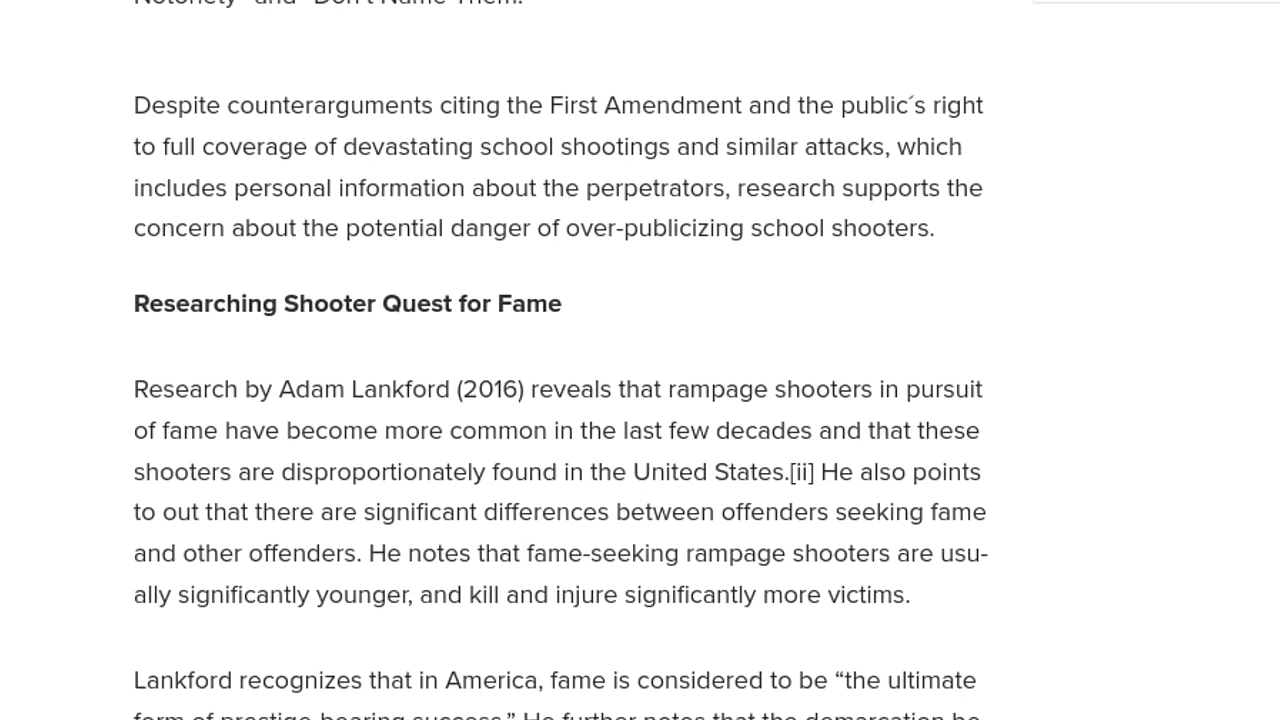 Notoriety" and "Don't Name Them."
Despite counterarguments citing the First Amendment and the public´s right
to full coverage of devastating school shootings and similar attacks, which
includes personal information about the perpetrators, research supports the
concern about the potential danger of over-publicizing school shooters.
Researching Shooter Quest for Fame
Research by Adam Lankford (2016) reveals that rampage shooters in pursuit
of fame have become more common in the last few decades and that these
shooters are disproportionately found in the United States.[ii] He also points
to out that there are significant differences between offenders seeking fame
and other offenders. He notes that fame-seeking rampage shooters are usu-
ally significantly younger, and kill and injure significantly more victims.
Lankford recognizes that in America, fame is considered to be “the ultimate
form of prestige-bearing success.” He further notes that the demarcation be-